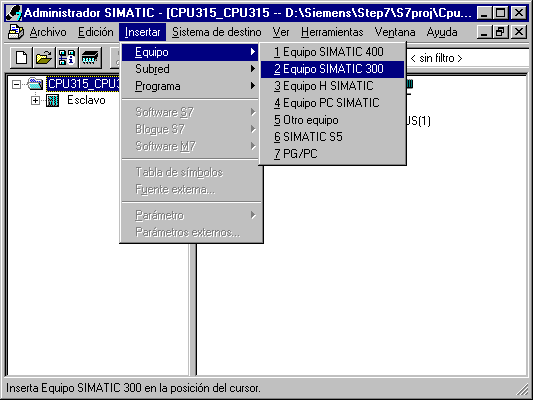 Administrador SIMATIC - [CPU315_CPU315 -- D:\Siemens\Step7\S7proj\Cpu...
Archivo Edición Insertar Sistema de destino Ver Herramientas Ventana Ayuda
< sin filtro >
CPU315_CPU3
Esclavo
Equipo
Subred
Programa
Software S7
Bloque S7
Software M7
Tabla de símbolos
Fuente externa...
Parámetro
Parámetros externos...
1 Equipo SIMATIC 400
2 Equipo SIMATIC 300
3 Equipo H SIMATIC
4 Equipo PC SIMATIC
5 Otro equipo
6 SIMATIC S5
7 PG/PC
US(1)
Inserta Equipo SIMATIC 300 en la posición del cursor.